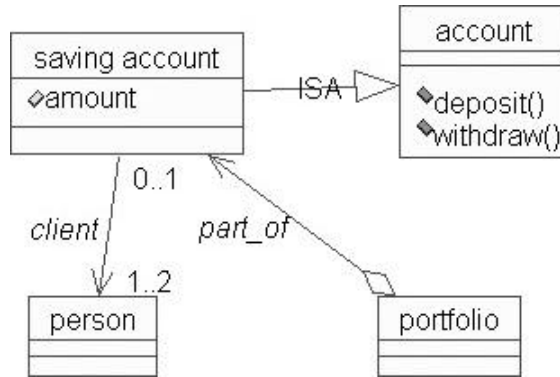 saving account
amount
ISA
account
deposit()
withdraw()
0..1
client
part_of
1..2
person
portfolio